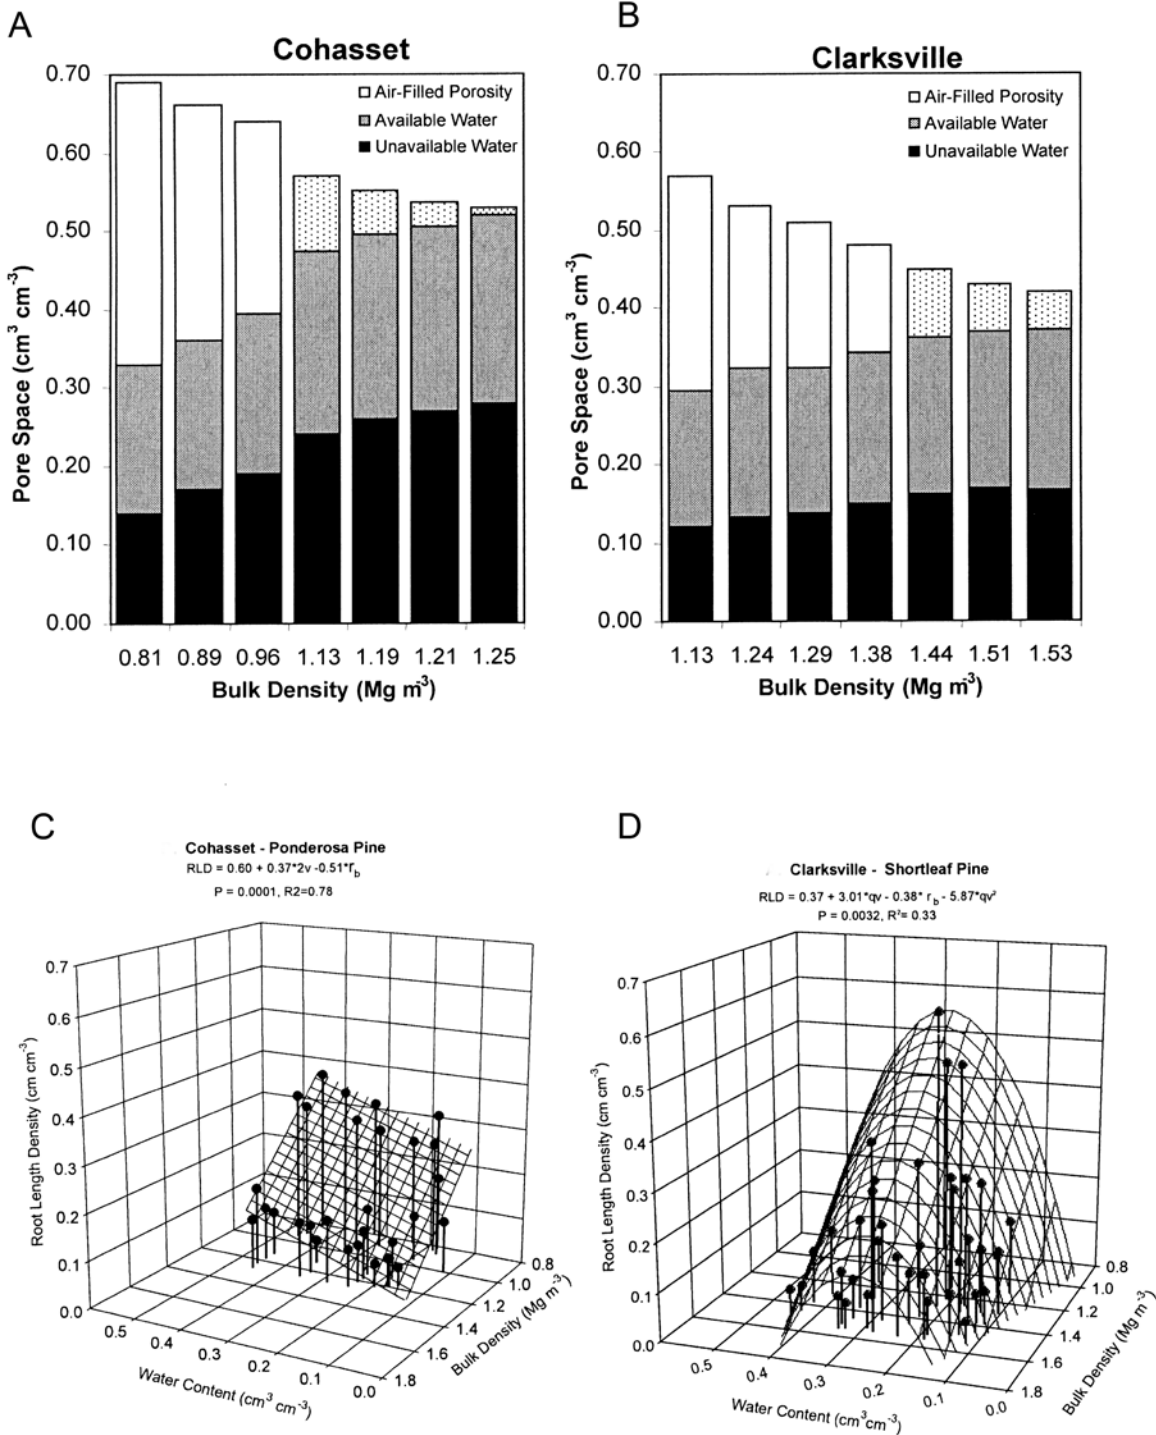 A
Cohasset
0.70
0.60
0.50
0.40
0.30
0.20
0.10
0.00
Pore Space (cm³ cm⁻³)
Air-Filled Porosity
Available Water
Unavailable Water
0.81 0.89 0.96 1.13 1.19 1.21 1.25
Bulk Density (Mg m⁻³)
B
Clarksville
0.70
0.60
0.50
0.40
0.30
0.20
0.10
0.00
Pore Space (cm³ cm⁻³)
Air-Filled Porosity
Available Water
Unavailable Water
1.13 1.24 1.29 1.38 1.44 1.51 1.53
Bulk Density (Mg m⁻³)
C
Cohasset - Ponderosa Pine
RLD = 0.60 + 0.37*2v -0.51*r_b
P = 0.0001, R2=0.78
0.7
0.6
0.5
0.4
0.3
0.2
0.1
0.0
Root Length Density (cm cm⁻³)
0.5 0.4 0.3 0.2 0.1 0.0
Water Content (cm³ cm⁻³)
0.8
1.0
1.2
1.4
1.6
1.8
Bulk Density (Mg m⁻³)
D
Clarksville - Shortleaf Pine
RLD = 0.37 + 3.01*qv - 0.38* r_b - 5.87*qv²
P = 0.0032, R²= 0.33
0.7
0.6
0.5
0.4
0.3
0.2
0.1
0.0
Root Length Density (cm cm⁻³)
0.5 0.4 0.3 0.2 0.1 0.0
Water Content (cm³cm⁻³)
0.8
1.0
1.2
1.4
1.6
1.8
Bulk Density (Mg m⁻³)